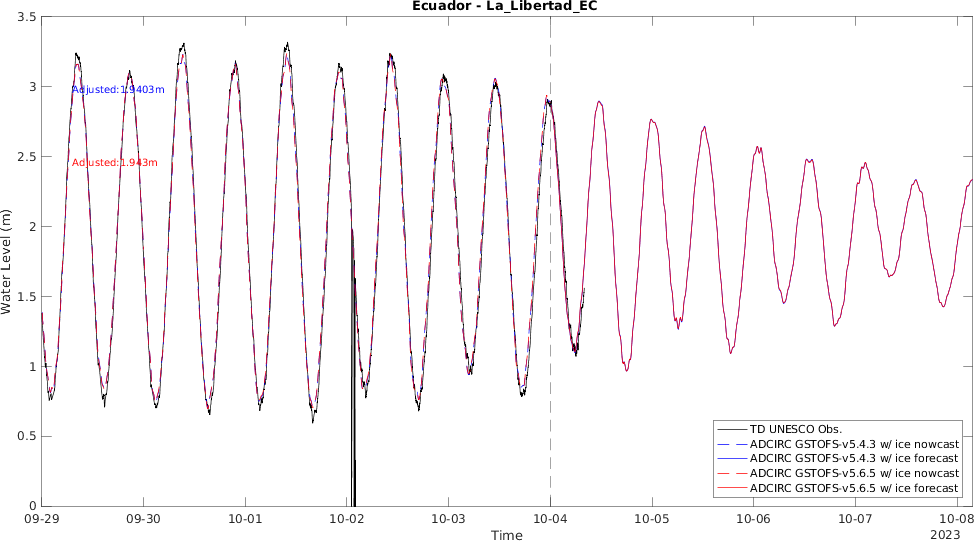 Ecuador - La_Libertad_EC
3.5
3
2.5
2
1.5
1
0.5
0
Water Level (m)
Adjusted:1.9403m
Adjusted:1.943m
09-29
09-30
10-01
10-02
10-03
10-04
10-05
10-06
10-07
10-08
2023
Time
TD UNESCO Obs.
ADCIRC GSTOFS-v5.4.3 w/ ice nowcast
ADCIRC GSTOFS-v5.4.3 w/ ice forecast
ADCIRC GSTOFS-v5.6.5 w/ ice nowcast
ADCIRC GSTOFS-v5.6.5 w/ ice forecast